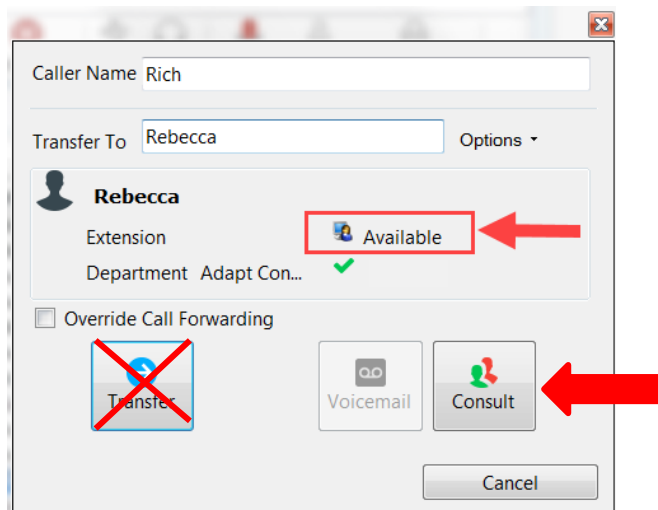 Caller Name Rich
Transfer To Rebecca Options
Rebecca
Extension Available
Department Adapt Con...
Override Call Forwarding
Transfer Voicemail Consult
Cancel